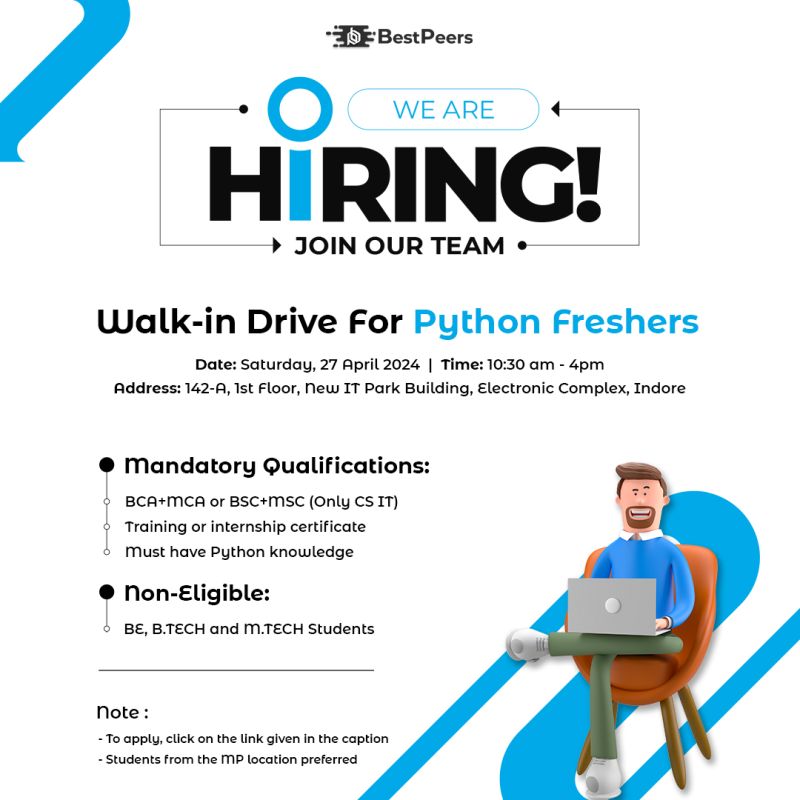 BestPeers
WE ARE
HiRING!
JOIN OUR TEAM
Walk-in Drive For Python Freshers
Date: Saturday, 27 April 2024 | Time: 10:30 am - 4pm
Address: 142-A, 1st Floor, New IT Park Building, Electronic Complex, Indore
Mandatory Qualifications:
BCA+MCA or BSC+MSC (Only CS IT)
Training or internship certificate
Must have Python knowledge
Non-Eligible:
BE, B.TECH and M.TECH Students
Note :
- To apply, click on the link given in the caption
- Students from the MP location preferred